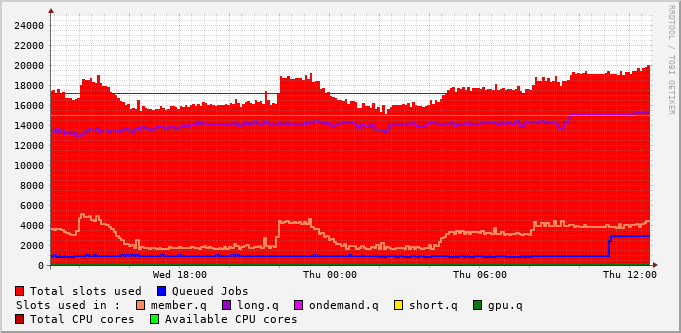 24000
22000
20000
18000
16000
14000
12000
10000
8000
6000
4000
2000
0
Wed 18:00 Thu 00:00 Thu 06:00 Thu 12:00
RRDTOOL / TOBI OETIKER
Total slots used Queued Jobs
Slots used in : member.q long.q ondemand.q short.q gpu.q
Total CPU cores Available CPU cores